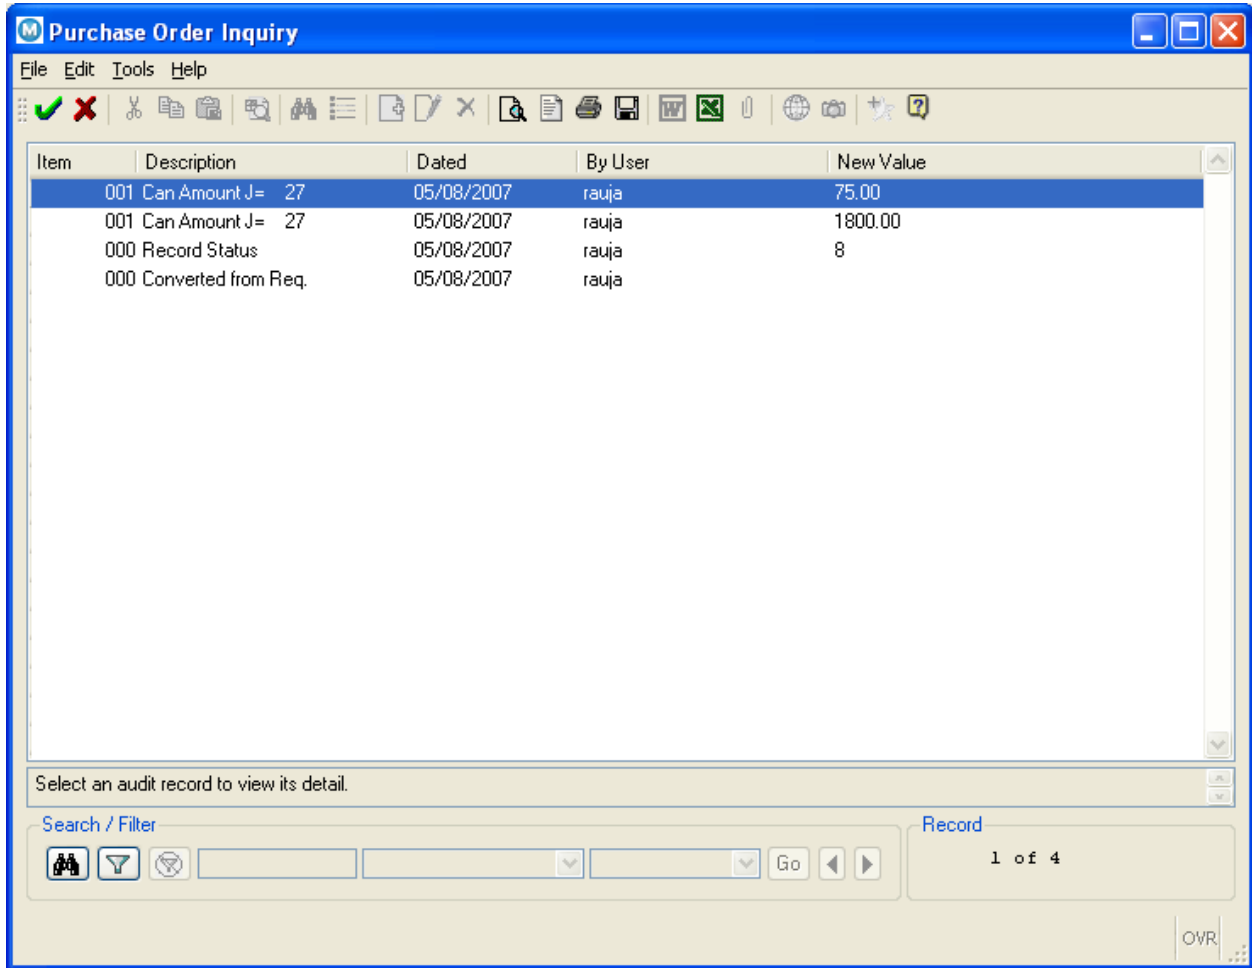 Purchase Order Inquiry
File Edit Tools Help
Item Description Dated By User New Value
001 Can Amount J= 27 05/08/2007 rauja 75.00
001 Can Amount J= 27 05/08/2007 rauja 1800.00
000 Record Status 05/08/2007 rauja 8
000 Converted from Req. 05/08/2007 rauja
Select an audit record to view its detail.
Search / Filter Record
Go 1 of 4
OVR